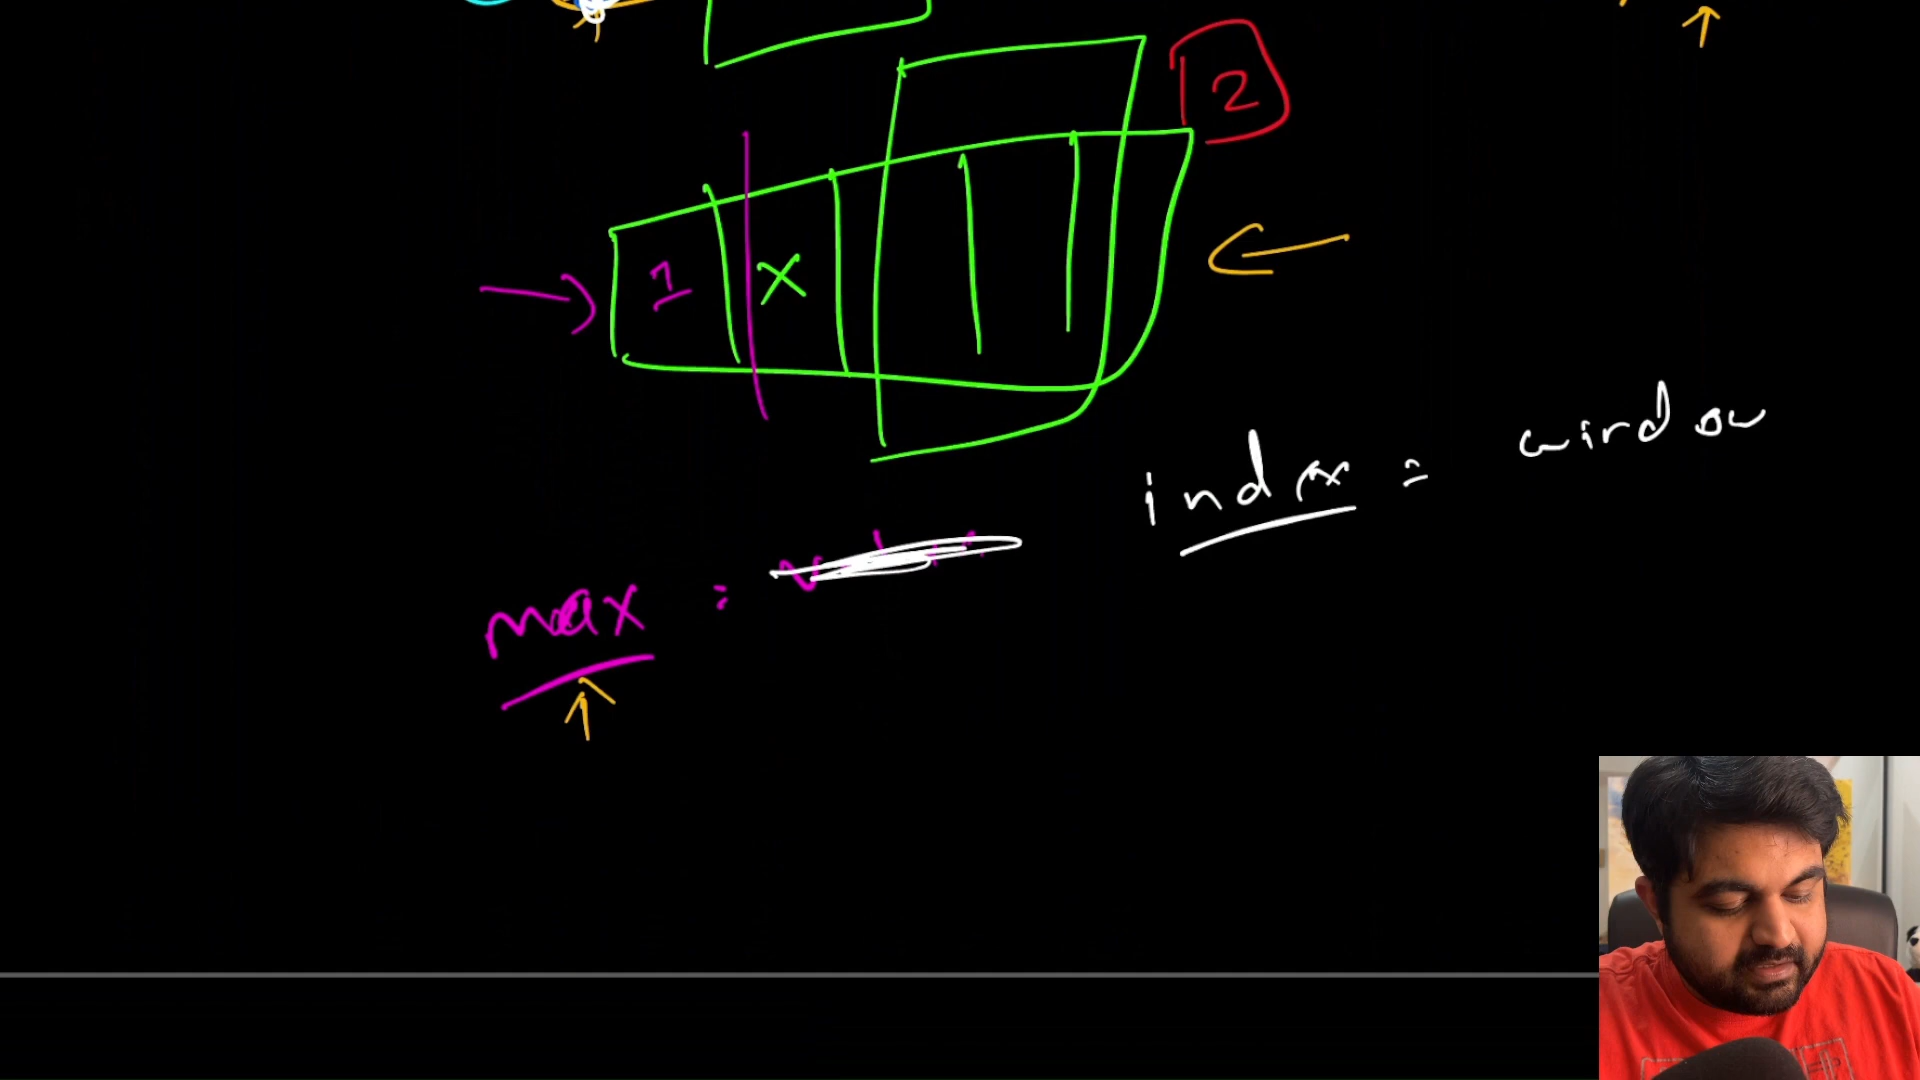 2
1 X
index = window
max =